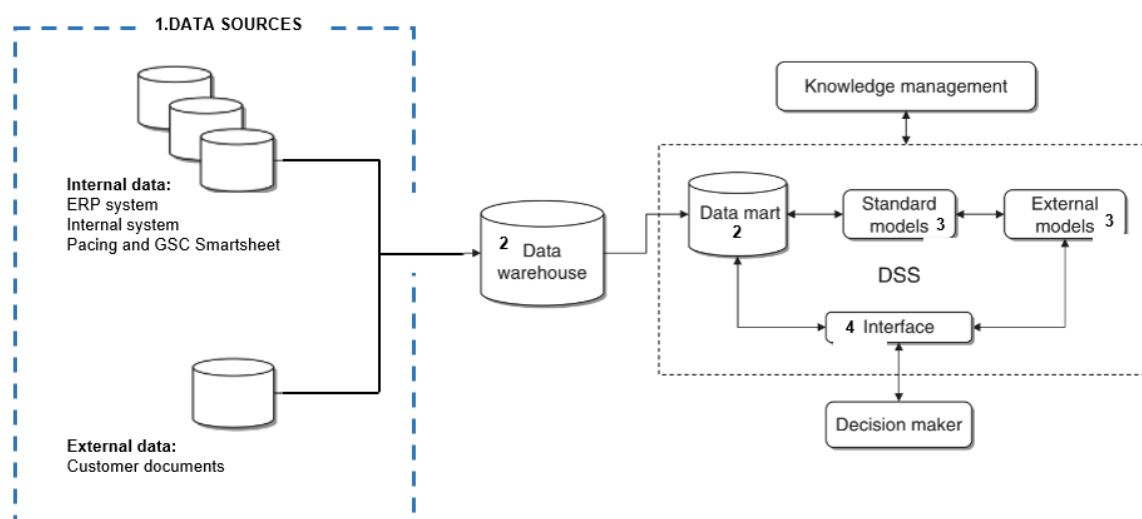 1.DATA SOURCES
Internal data:
ERP system
Internal system
Pacing and GSC Smartsheet
External data:
Customer documents
2 Data
warehouse
Knowledge management
Data mart
2
Standard
models 3
External
models 3
DSS
4 Interface
Decision maker